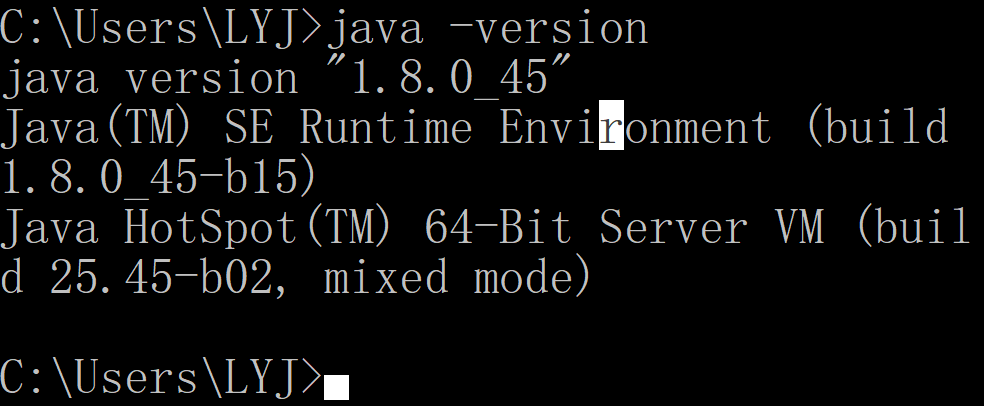 C:\Users\LYJ>java -version
java version "1.8.0_45"
Java(TM) SE Runtime Environment (build
1.8.0_45-b15)
Java HotSpot(TM) 64-Bit Server VM (buil
d 25.45-b02, mixed mode)
C:\Users\LYJ>